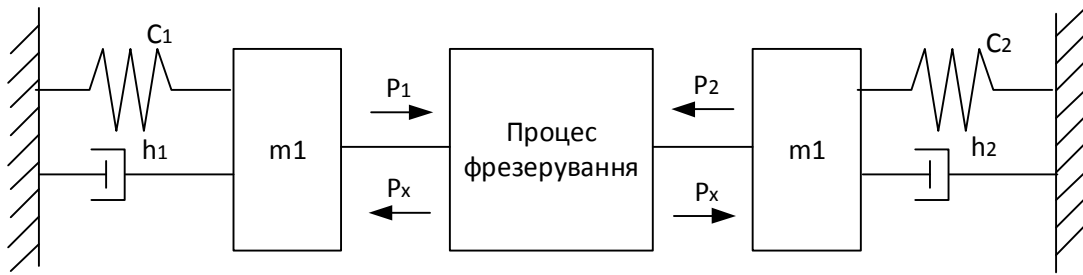 C1
C2
P1
P2
h1
m1
Процес
фрезерування
m1
h2
Px
Px